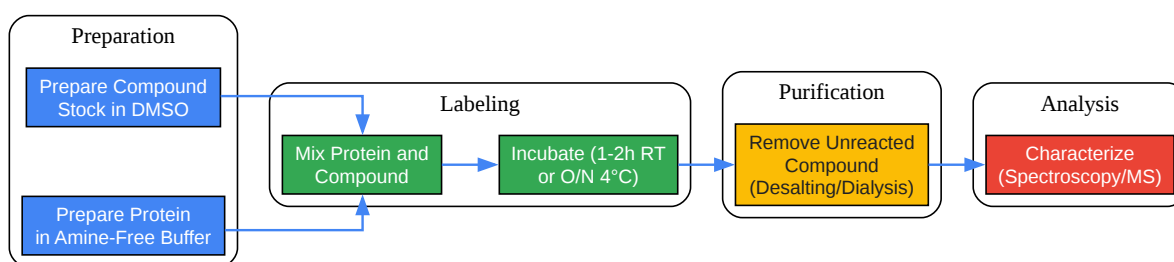 Preparation
Prepare Compound
Stock in DMSO
Prepare Protein
in Amine-Free Buffer
Labeling
Mix Protein and
Compound
Incubate (1-2h RT
or O/N 4°C)
Purification
Remove Unreacted
Compound
(Desalting/Dialysis)
Analysis
Characterize
(Spectroscopy/MS)